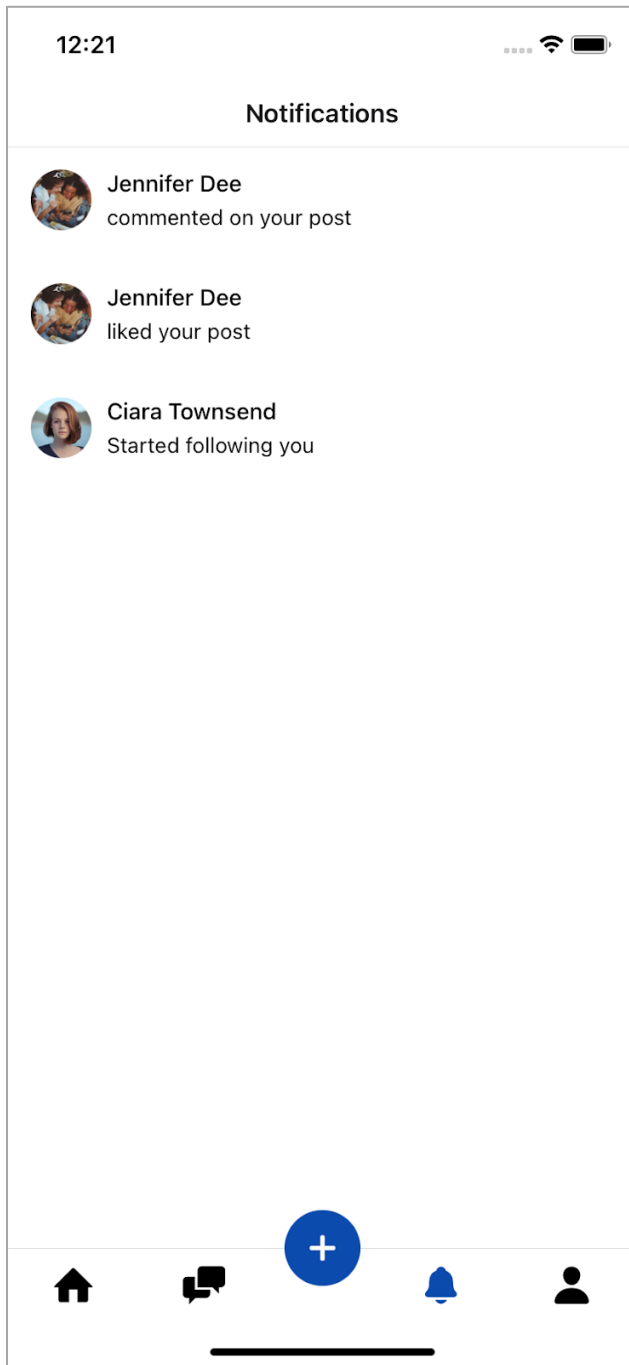 12:21
Notifications
Jennifer Dee
commented on your post
Jennifer Dee
liked your post
Ciara Townsend
Started following you